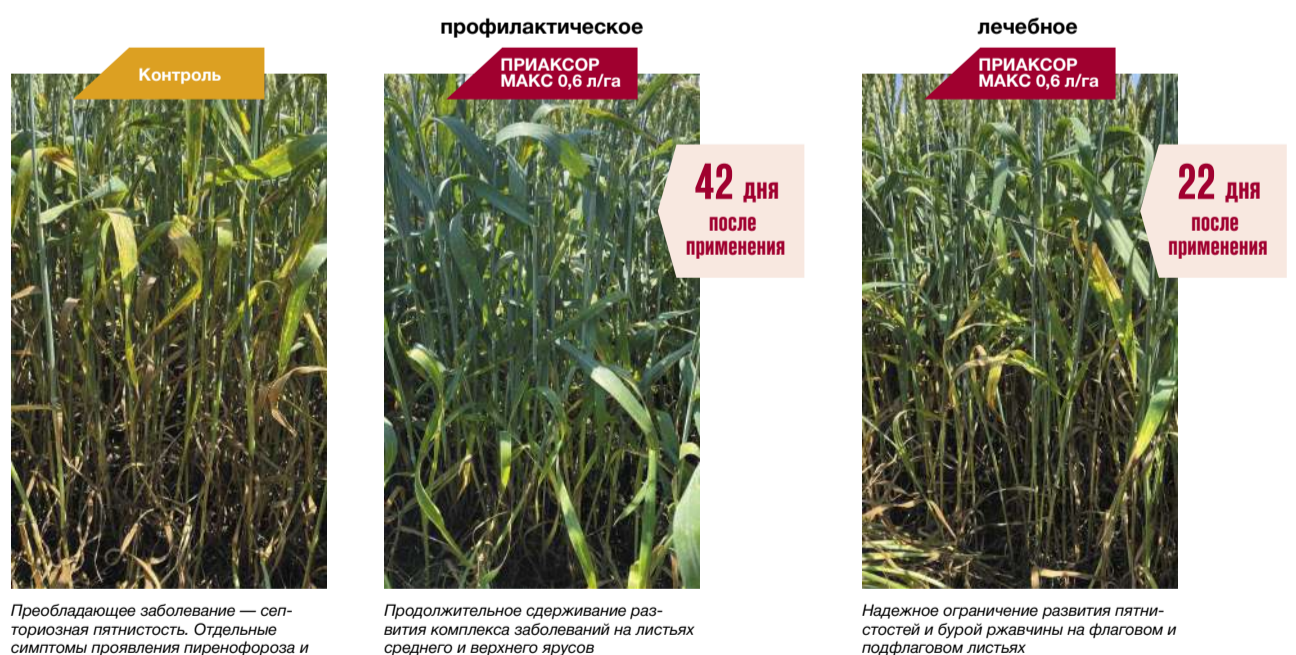 профилактическое
лечебное
Контроль
ПРИАКСОР
МАКС 0,6 л/га
ПРИАКСОР
МАКС 0,6 л/га
42 дня
после
применения
22 дня
после
применения
Преобладающее заболевание — сеп-
ториозная пятнистость. Отдельные
симптомы проявления пиренофороза и
Продолжительное сдерживание раз-
вития комплекса заболеваний на листьях
среднего и верхнего ярусов
Надежное ограничение развития пятни-
стостей и бурой ржавчины на флаговом и
подфлаговом листьях